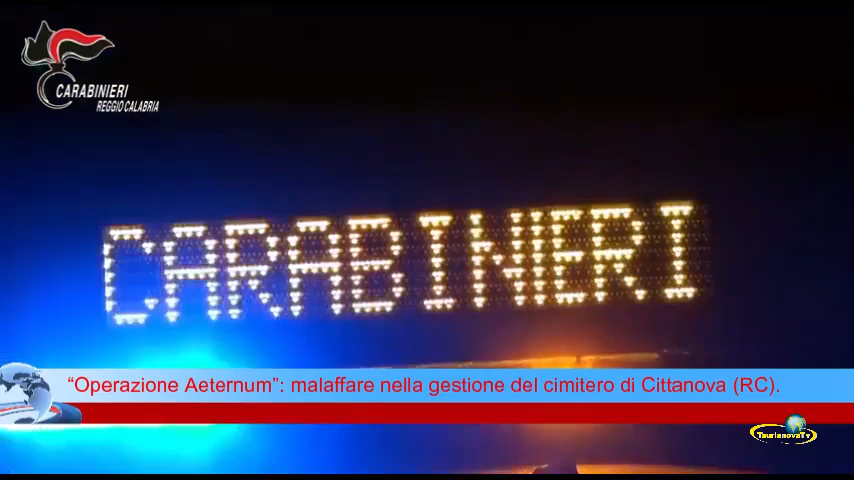 CARABINIERI
REGGIO CALABRIA
CARABINIERI
“Operazione Aeternum”: malaffare nella gestione del cimitero di Cittanova (RC).
TaurianovaTv